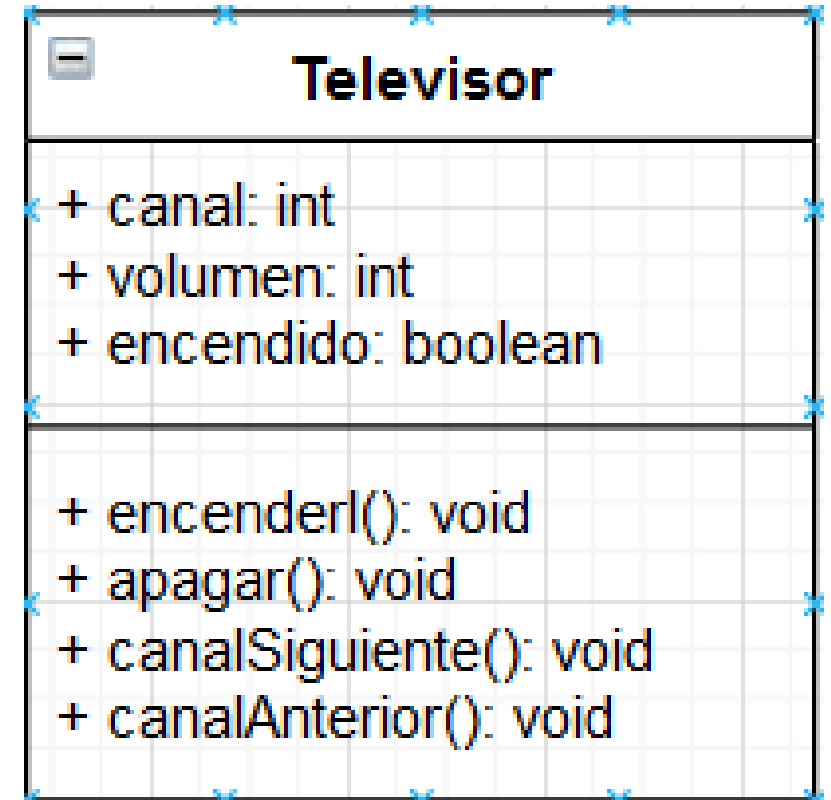 Televisor
+ canal: int
+ volumen: int
+ encendido: boolean
+ encenderl(): void
+ apagar(): void
+ canalSiguiente(): void
+ canalAnterior(): void